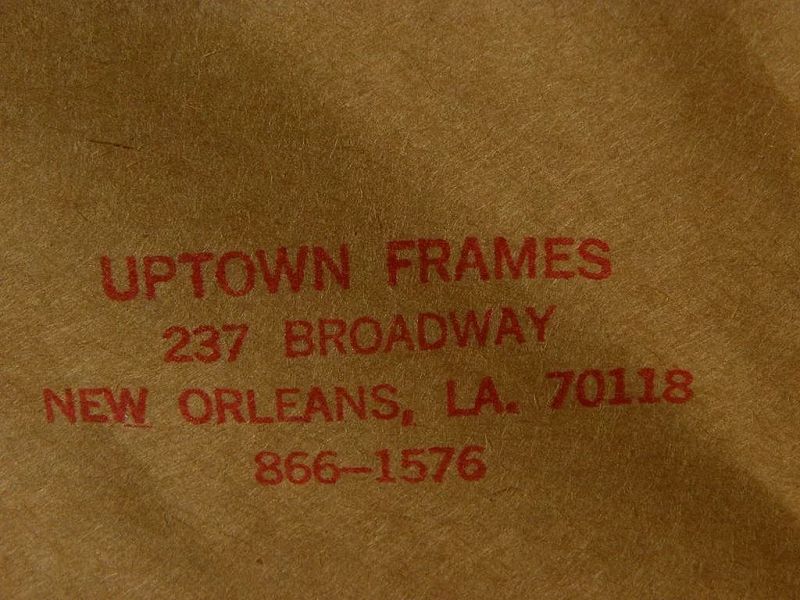 UPTOWN FRAMES
237 BROADWAY
NEW ORLEANS, LA. 70118
866-1576